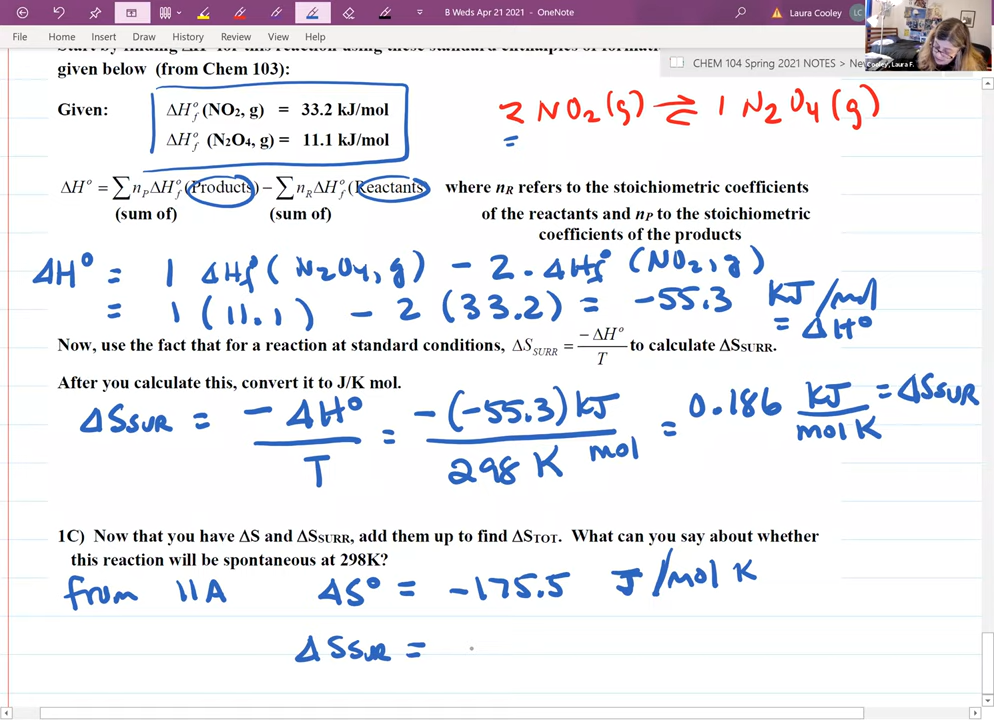 B Weds Apr 21 2021 - OneNote
Laura Cooley
LC
File Home Insert Draw History Review View Help
Cooley, Laura F.
CHEM 104 Spring 2021 NOTES >
given below (from Chem 103):
Given: ΔH°f (NO2, g) = 33.2 kJ/mol
ΔH°f (N2O4, g) = 11.1 kJ/mol
2 NO2(g) ⇌ 1 N2O4(g)
=
ΔH° = ∑ nPΔH°f (Products) − ∑ nRΔH°f (Reactants) where nR refers to the stoichiometric coefficients
(sum of) (sum of) of the reactants and nP to the stoichiometric
coefficients of the products
ΔH° = 1 ΔHf°(N2O4,g) - 2·ΔHf°(NO2,g)
= 1(11.1) - 2(33.2) = -55.3 kJ/mol
= ΔH°
Now, use the fact that for a reaction at standard conditions, ΔSSURR = −ΔH°/T to calculate ΔSSURR.
After you calculate this, convert it to J/K mol.
ΔSSUR = -ΔH°/T = -(-55.3)kJ/298 K mol = 0.186 kJ/mol K = ΔSSUR
1C) Now that you have ΔS and ΔSSURR, add them up to find ΔSTOT. What can you say about whether
this reaction will be spontaneous at 298K?
from 11A ΔS° = -175.5 J/mol K
ΔSSUR =